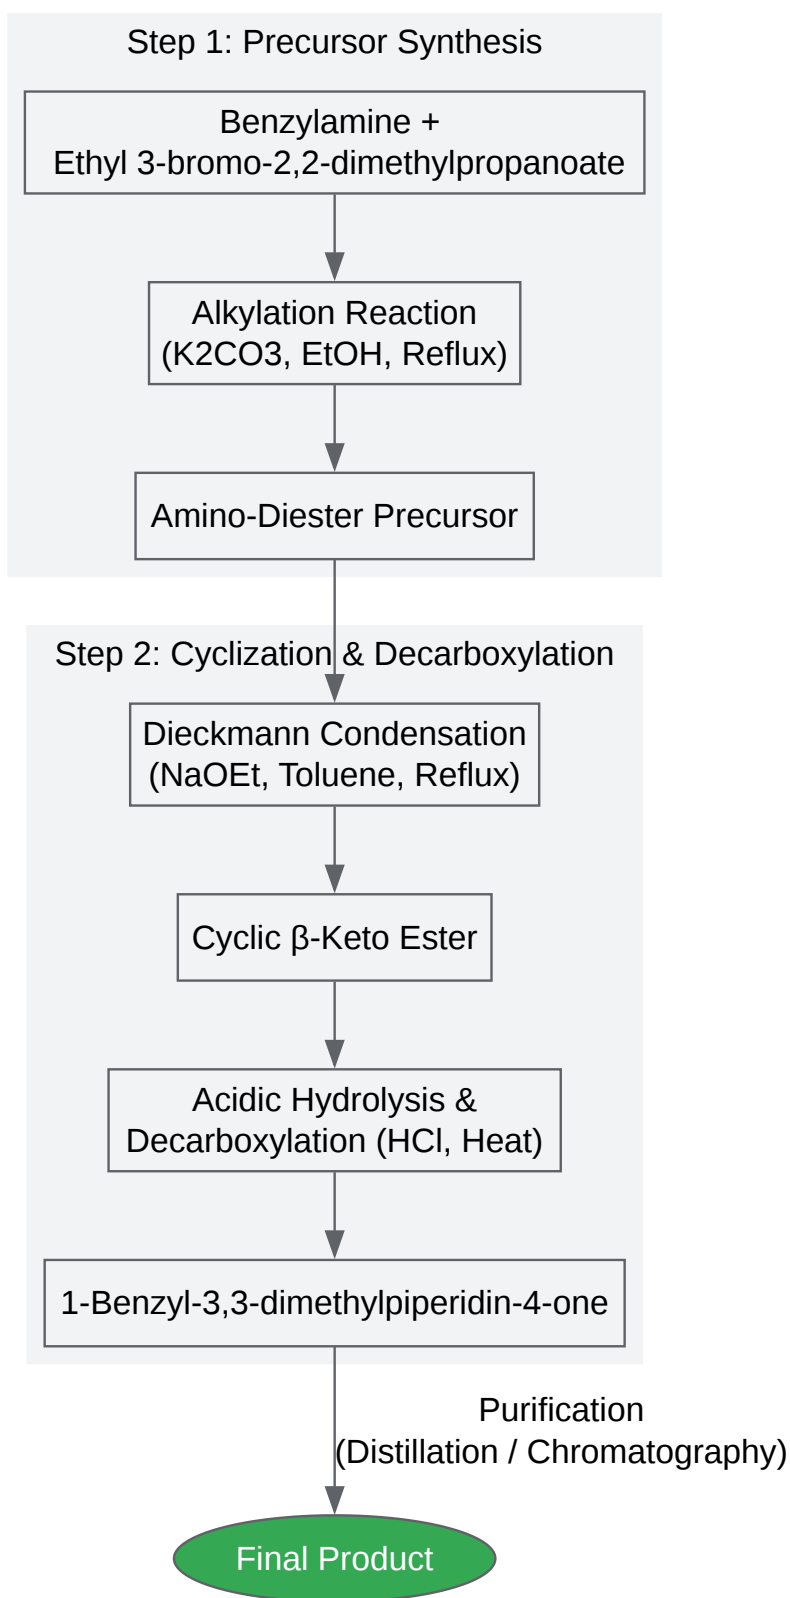 Step 1: Precursor Synthesis
Benzylamine +
Ethyl 3-bromo-2,2-dimethylpropanoate
Alkylation Reaction
(K2CO3, EtOH, Reflux)
Amino-Diester Precursor
Step 2: Cyclization & Decarboxylation
Dieckmann Condensation
(NaOEt, Toluene, Reflux)
Cyclic β-Keto Ester
Acidic Hydrolysis &
Decarboxylation (HCl, Heat)
1-Benzyl-3,3-dimethylpiperidin-4-one
Purification
(Distillation / Chromatography)
Final Product